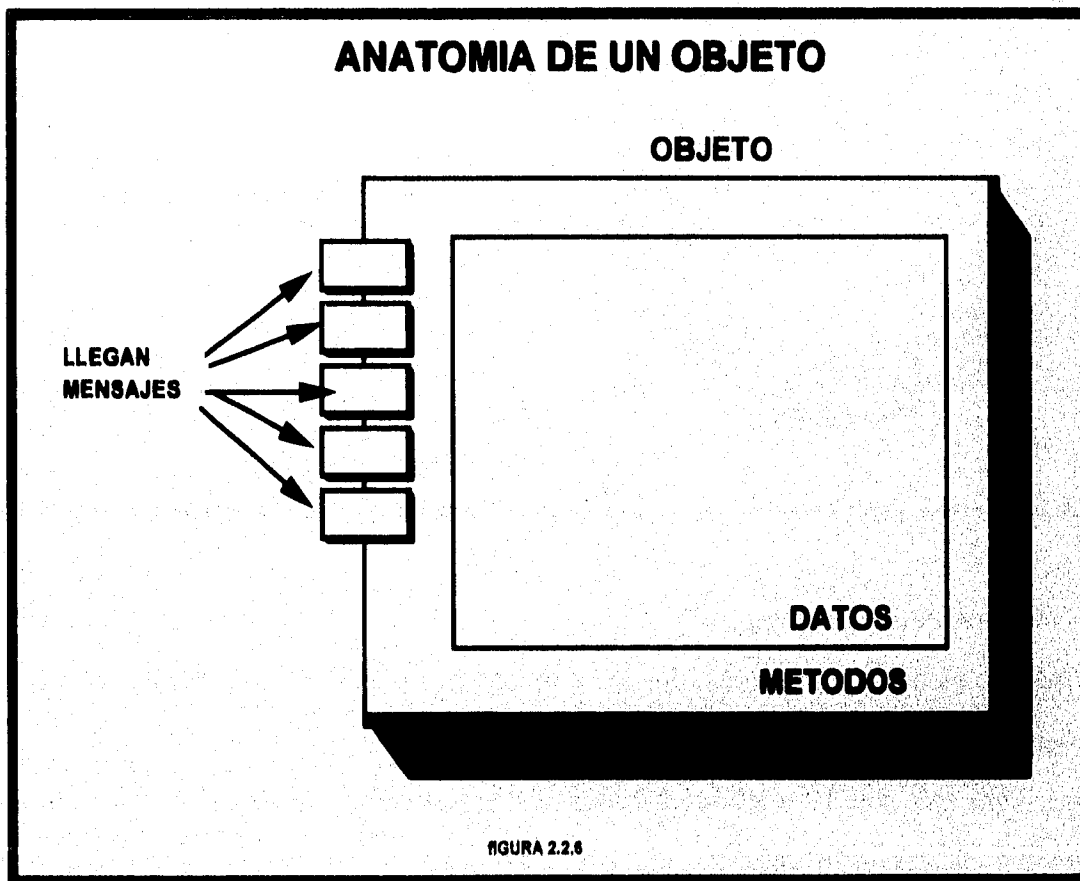 ANATOMIA DE UN OBJETO
OBJETO
LLEGAN
MENSAJES
DATOS
METODOS
fIGURA 2.2.6